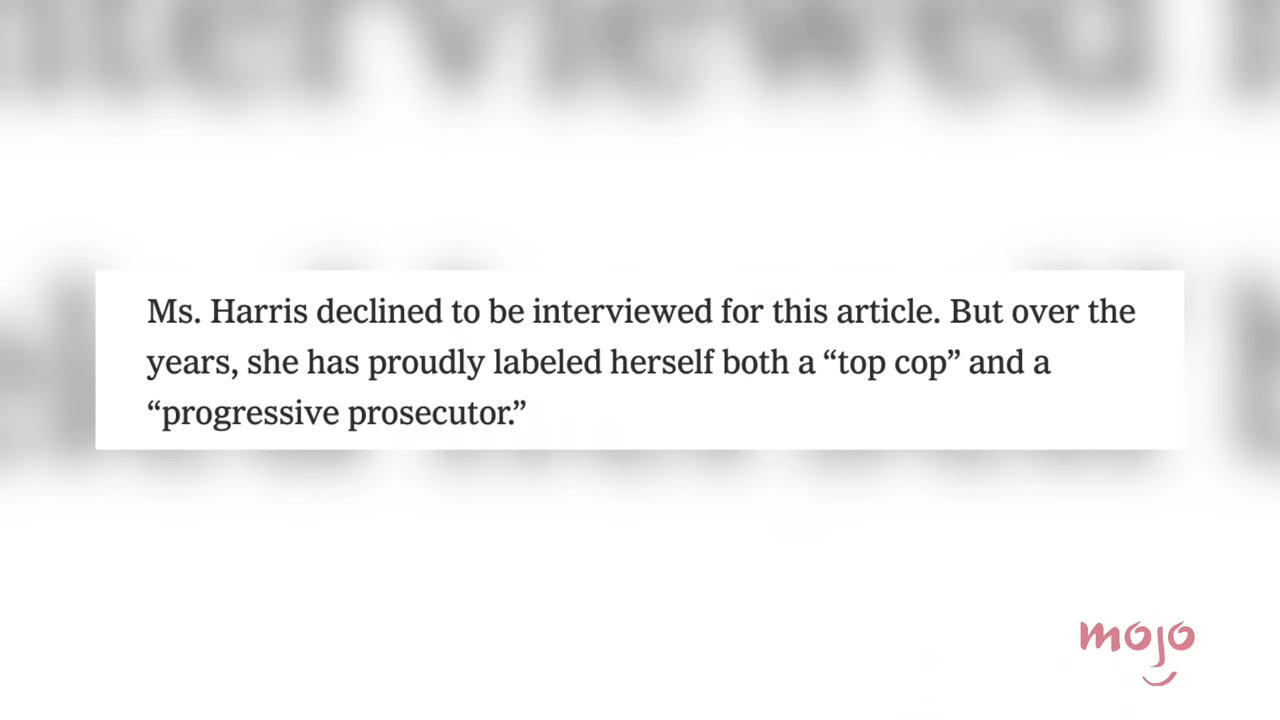 Ms. Harris declined to be interviewed for this article. But over the
years, she has proudly labeled herself both a “top cop” and a
“progressive prosecutor.”
mojo